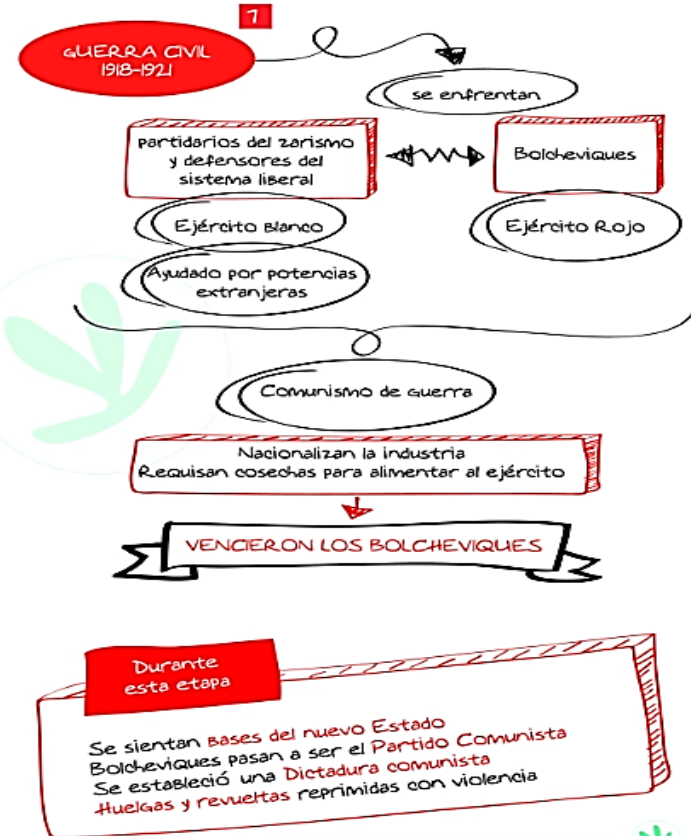 7
GUERRA CIVIL
1918-1921
se enfrentan
Partidarios del zarismo
y defensores del
sistema liberal
Bolcheviques
Ejército Blanco
Ejército Rojo
Ayudado por potencias
extranjeras
Comunismo de Guerra
Nacionalizan la industria
Requisan cosechas para alimentar al ejército
VENCIERON LOS BOLCHEVIQUES
Durante
esta etapa
Se sientan Bases del nuevo Estado
Bolcheviques pasan a ser el Partido Comunista
Se estableció una Dictadura comunista
Huelgas y revueltas reprimidas con violencia